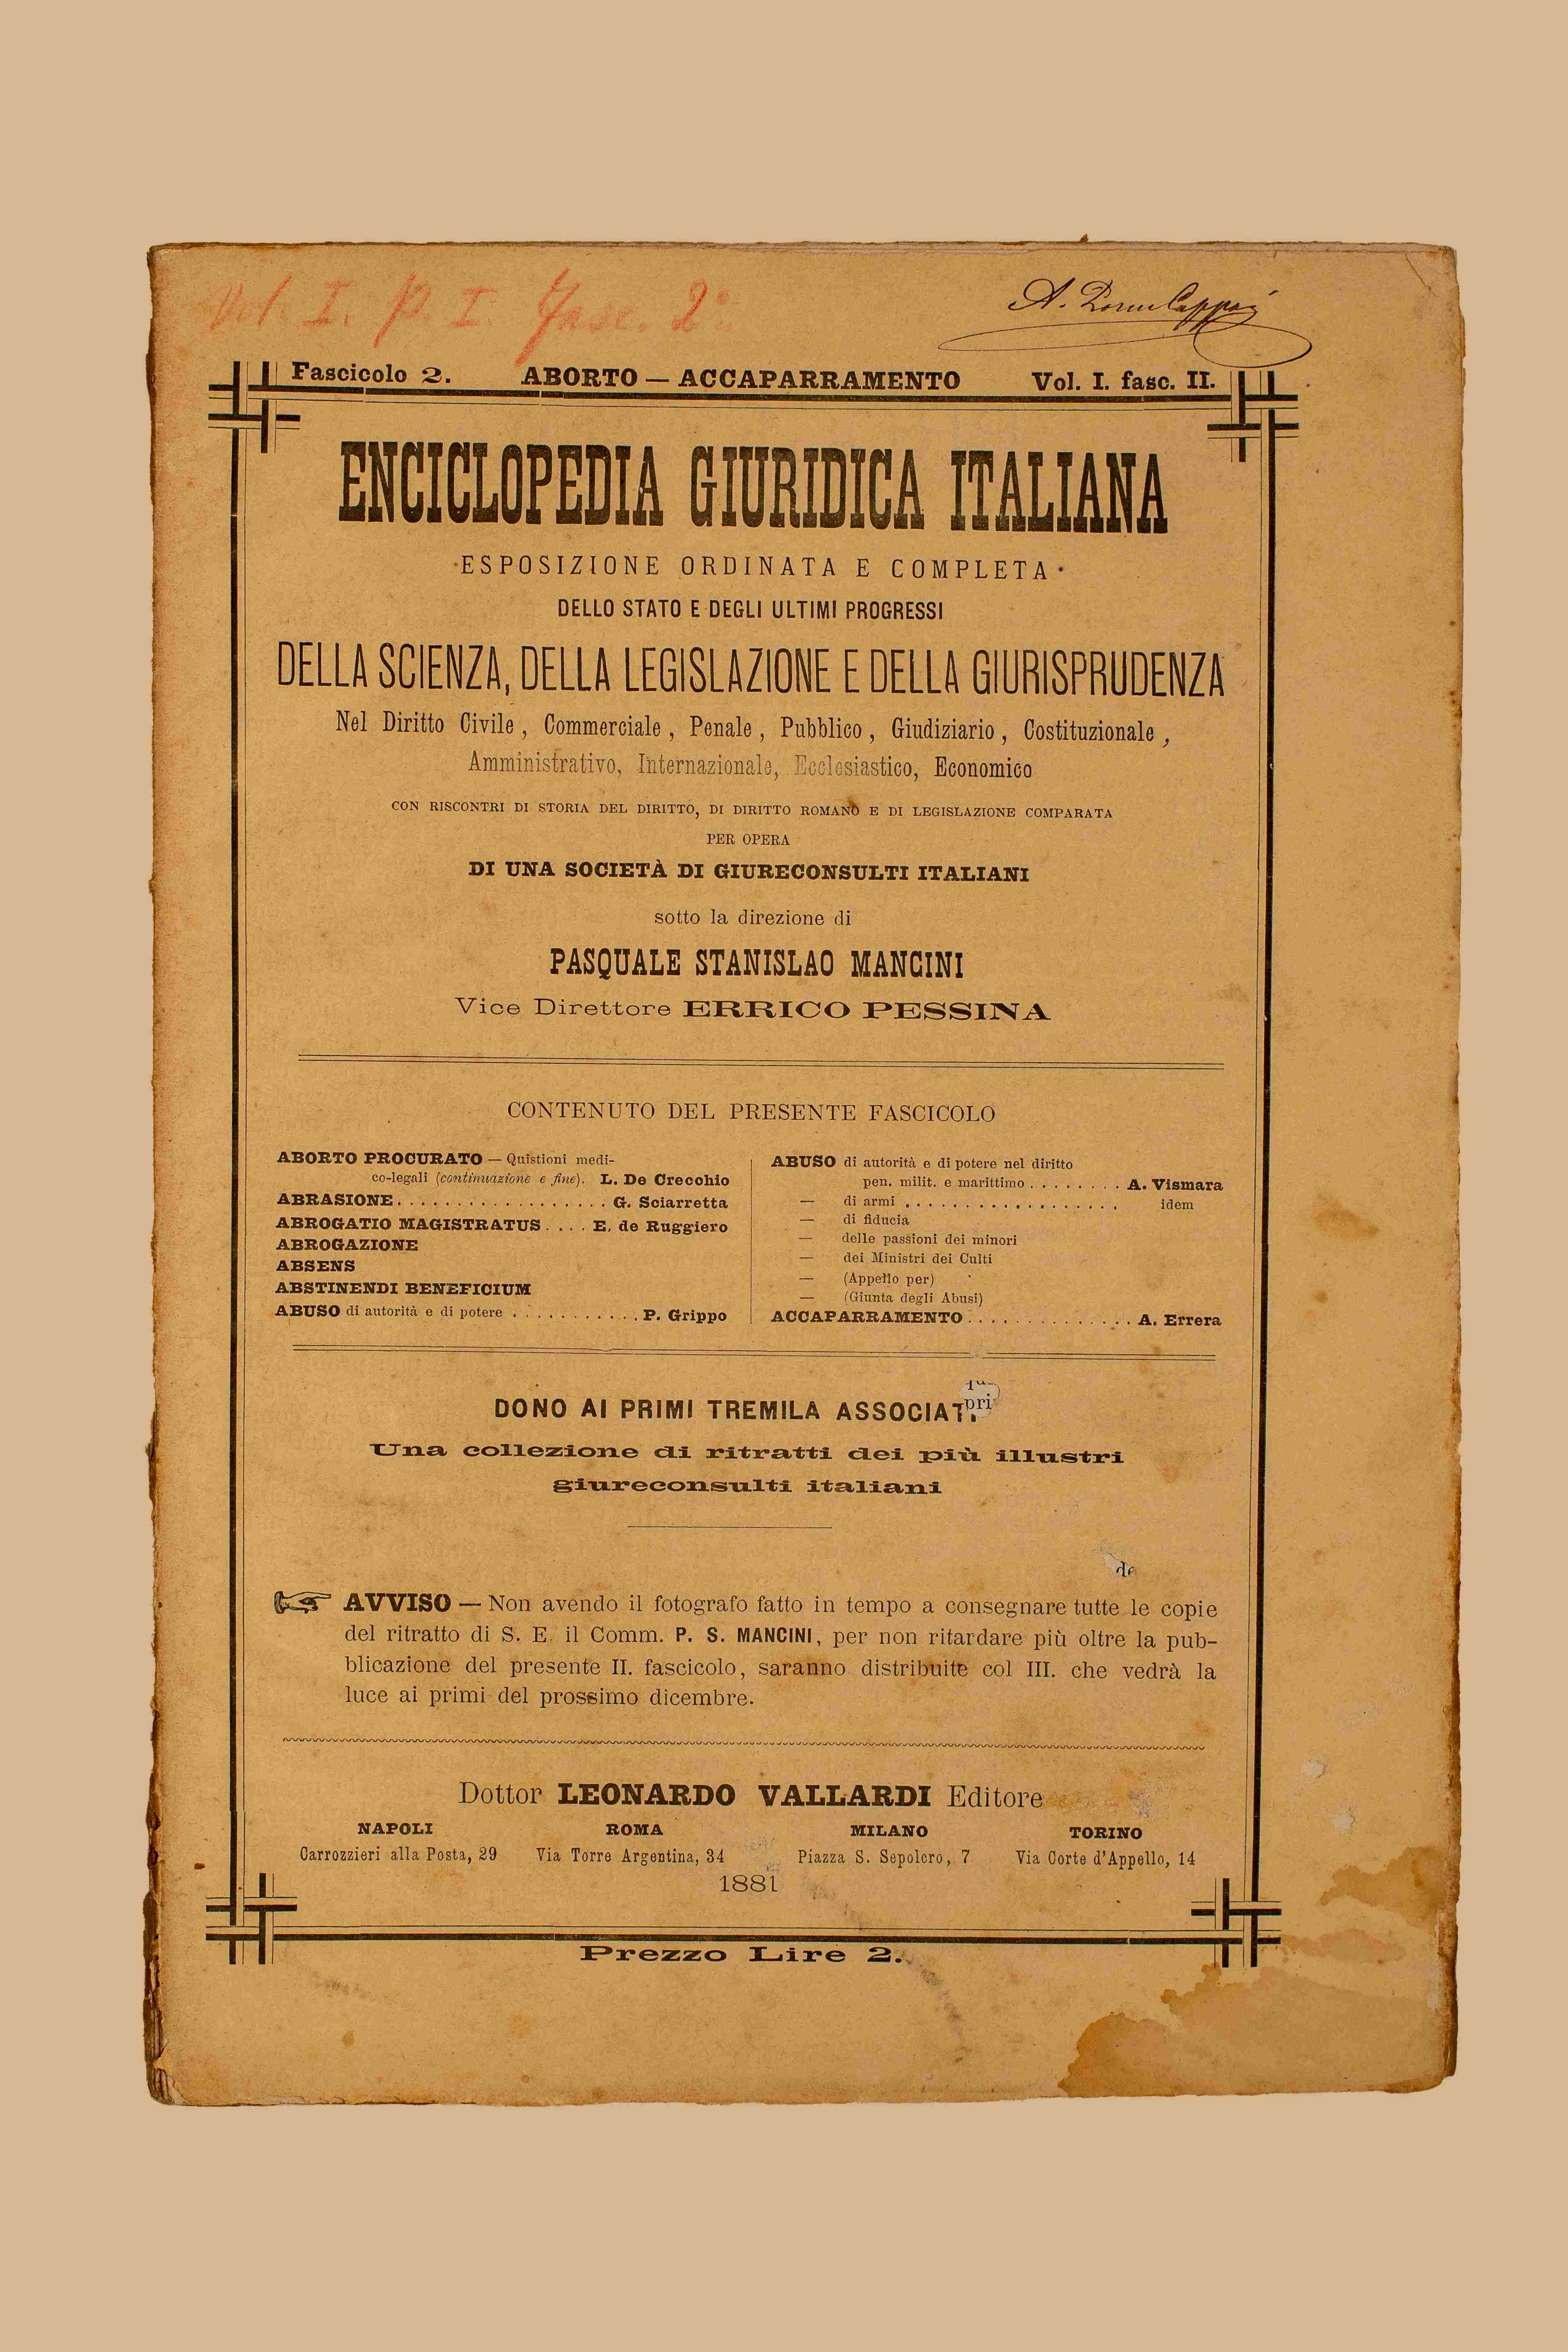 Vol. I. P. I. Fasc. 2º
A.
Fascicolo 2. ABORTO — ACCAPARRAMENTO Vol. I. fasc. II.
ENCICLOPEDIA GIURIDICA ITALIANA
ESPOSIZIONE ORDINATA E COMPLETA
DELLO STATO E DEGLI ULTIMI PROGRESSI
DELLA SCIENZA, DELLA LEGISLAZIONE E DELLA GIURISPRUDENZA
Nel Diritto Civile, Commerciale, Penale, Pubblico, Giudiziario, Costituzionale,
Amministrativo, Internazionale, Ecclesiastico, Economico
CON RISCONTRI DI STORIA DEL DIRITTO, DI DIRITTO ROMANO E DI LEGISLAZIONE COMPARATA
PER OPERA
DI UNA SOCIETÀ DI GIURECONSULTI ITALIANI
sotto la direzione di
PASQUALE STANISLAO MANCINI
Vice Direttore ERRICO PESSINA
CONTENUTO DEL PRESENTE FASCICOLO
ABORTO PROCURATO — Quistioni medi-
co-legali (continuazione e fine). L. De Crecchio
ABRASIONE. . . . . . . . . . . . . . . . . . G. Sciarretta
ABROGATIO MAGISTRATUS . . . . E. de Ruggiero
ABROGAZIONE
ABSENS
ABSTINENDI BENEFICIUM
ABUSO di autorità e di potere . . . . . . . . . . . P. Grippo
ABUSO di autorità e di potere nel diritto
pen. milit. e marittimo . . . . . . . . A. Vismara
— di armi . . . . . . . . . . . . . . . . . . idem
— di fiducia
— delle passioni dei minori
— dei Ministri dei Culti
— (Appello per)
— (Giunta degli Abusi)
ACCAPARRAMENTO . . . . . . . . . . . . . . A. Errera
DONO AI PRIMI TREMILA ASSOCIATI
pri
Una collezione di ritratti dei più illustri
giureconsulti italiani
de
AVVISO — Non avendo il fotografo fatto in tempo a consegnare tutte le copie
del ritratto di S. E. il Comm. P. S. MANCINI, per non ritardare più oltre la pub-
blicazione del presente II. fascicolo, saranno distribuite col III. che vedrà la
luce ai primi del prossimo dicembre.
Dottor LEONARDO VALLARDI Editore
NAPOLI ROMA MILANO TORINO
Carrozzieri alla Posta, 29 Via Torre Argentina, 34 Piazza S. Sepolcro, 7 Via Corte d'Appello, 14
1881
Prezzo Lire 2.